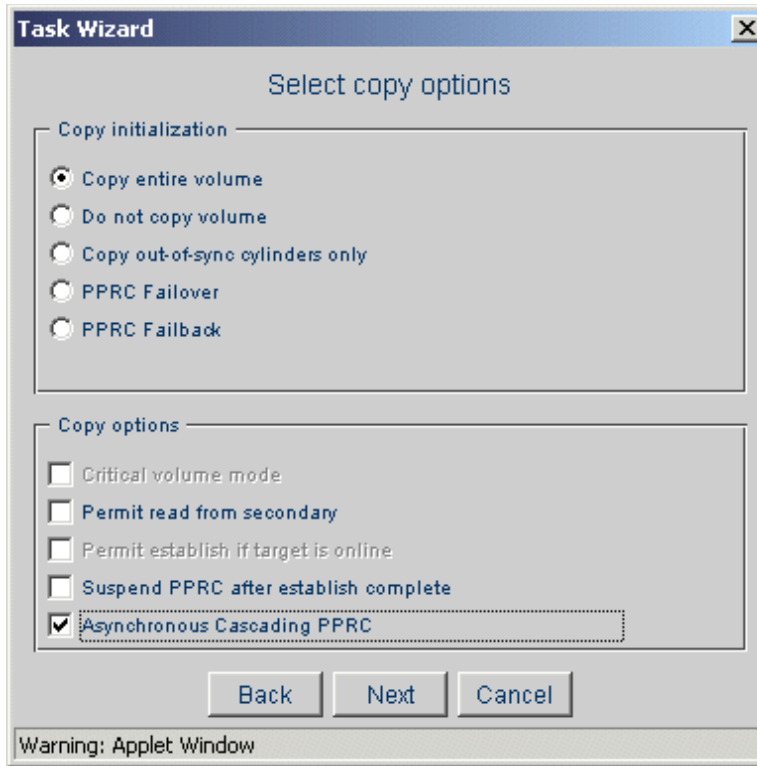 Task Wizard
Select copy options
Copy initialization
Copy entire volume
Do not copy volume
Copy out-of-sync cylinders only
PPRC Failover
PPRC Failback
Copy options
Critical volume mode
Permit read from secondary
Permit establish if target is online
Suspend PPRC after establish complete
Asynchronous Cascading PPRC
Back Next Cancel
Warning: Applet Window